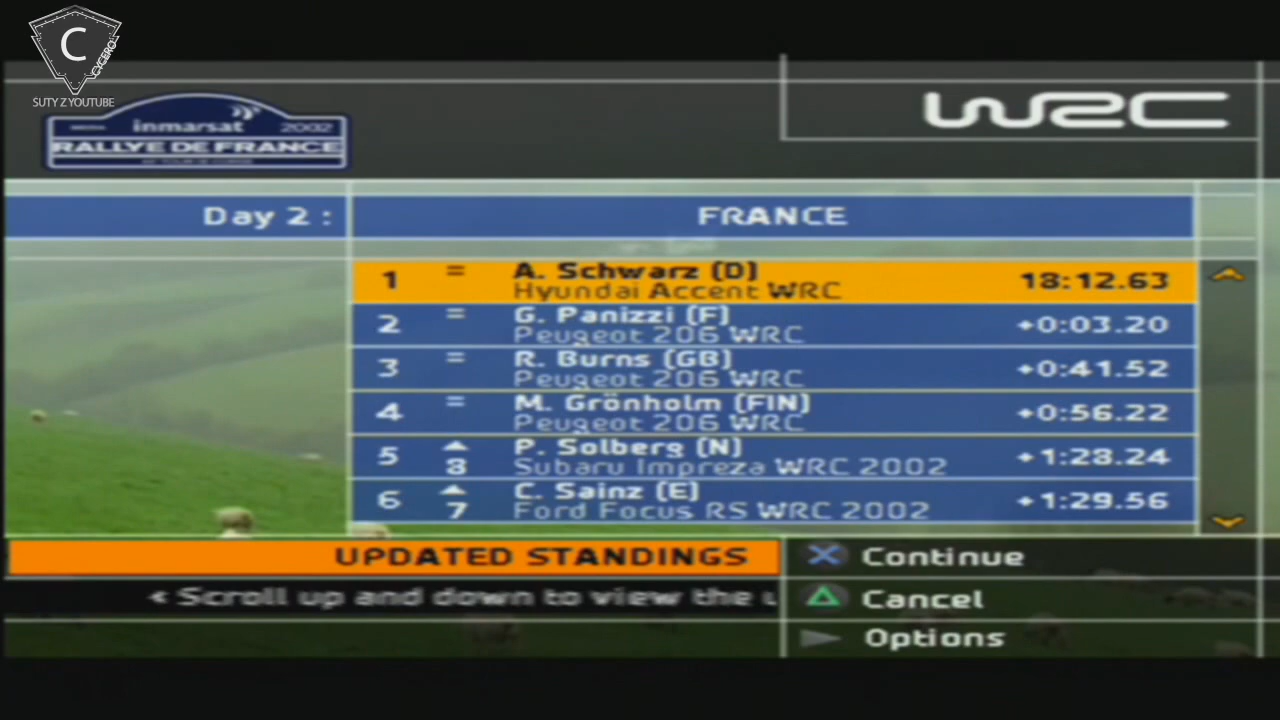 C
CYCERO
SUTY Z YOUTUBE
inmarsat 2002
RALLYE DE FRANCE
WRC
Day 2 :
FRANCE
1 = A. Schwarz (D) 18:12.63
Hyundai Accent WRC
2 = G. Panizzi (F) +0:03.20
Peugeot 206 WRC
3 = R. Burns (GB) +0:41.52
Peugeot 206 WRC
4 = M. Grönholm (FIN) +0:56.22
Peugeot 206 WRC
5 P. Solberg (N) +1:28.24
8 Subaru Impreza WRC 2002
6 C. Sainz (E) +1:29.56
7 Ford Focus RS WRC 2002
UPDATED STANDINGS
Continue
< Scroll up and down to view the
Cancel
Options